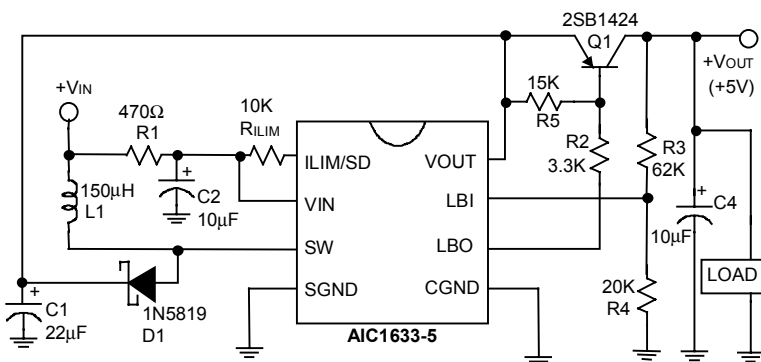 2SB1424
Q1
+VOUT
(+5V)
+VIN
470Ω
R1
10K
RILIM
15K
R5
R2
3.3K
R3
62K
ILIM/SD
VOUT
150µH
L1
+
C2
10µF
VIN
LBI
+
C4
10µF
SW
LBO
LOAD
+
C1
22µF
1N5819
D1
SGND
CGND
20K
R4
AIC1633-5